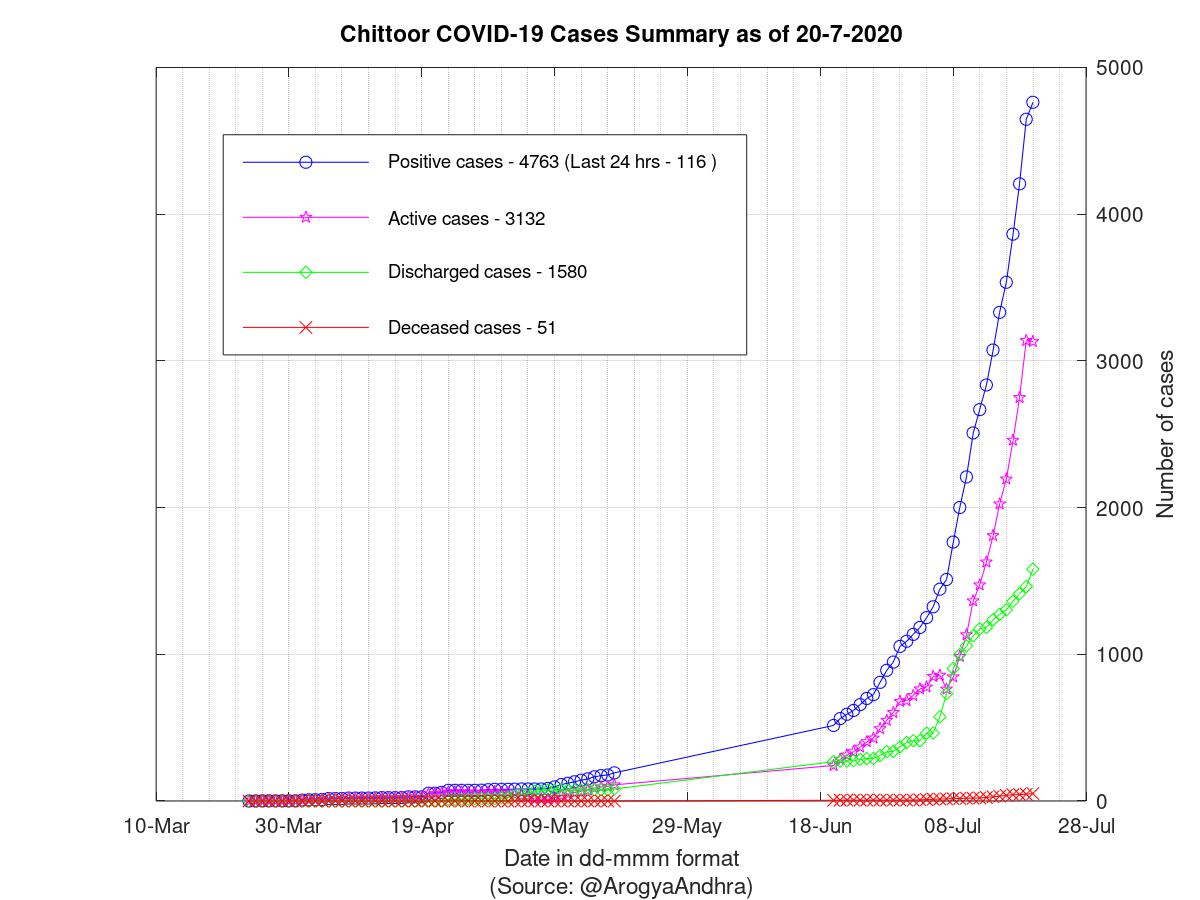 Chittoor COVID-19 Cases Summary as of 20-7-2020
Positive cases - 4763 (Last 24 hrs - 116 )
Active cases - 3132
Discharged cases - 1580
Deceased cases - 51
5000
4000
3000
2000
1000
0
Number of cases
10-Mar 30-Mar 19-Apr 09-May 29-May 18-Jun 08-Jul 28-Jul
Date in dd-mmm format
(Source: @ArogyaAndhra)